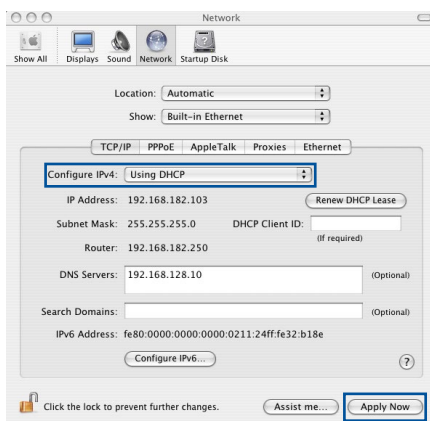 Network
Show All Displays Sound Network Startup Disk
Location: Automatic
Show: Built-in Ethernet
TCP/IP PPPoE AppleTalk Proxies Ethernet
Configure IPv4: Using DHCP
IP Address: 192.168.182.103 Renew DHCP Lease
Subnet Mask: 255.255.255.0 DHCP Client ID:
(If required)
Router: 192.168.182.250
DNS Servers: 192.168.128.10 (Optional)
Search Domains: (Optional)
IPv6 Address: fe80:0000:0000:0000:0211:24ff:fe32:b18e
Configure IPv6... ?
Click the lock to prevent further changes. Assist me... Apply Now